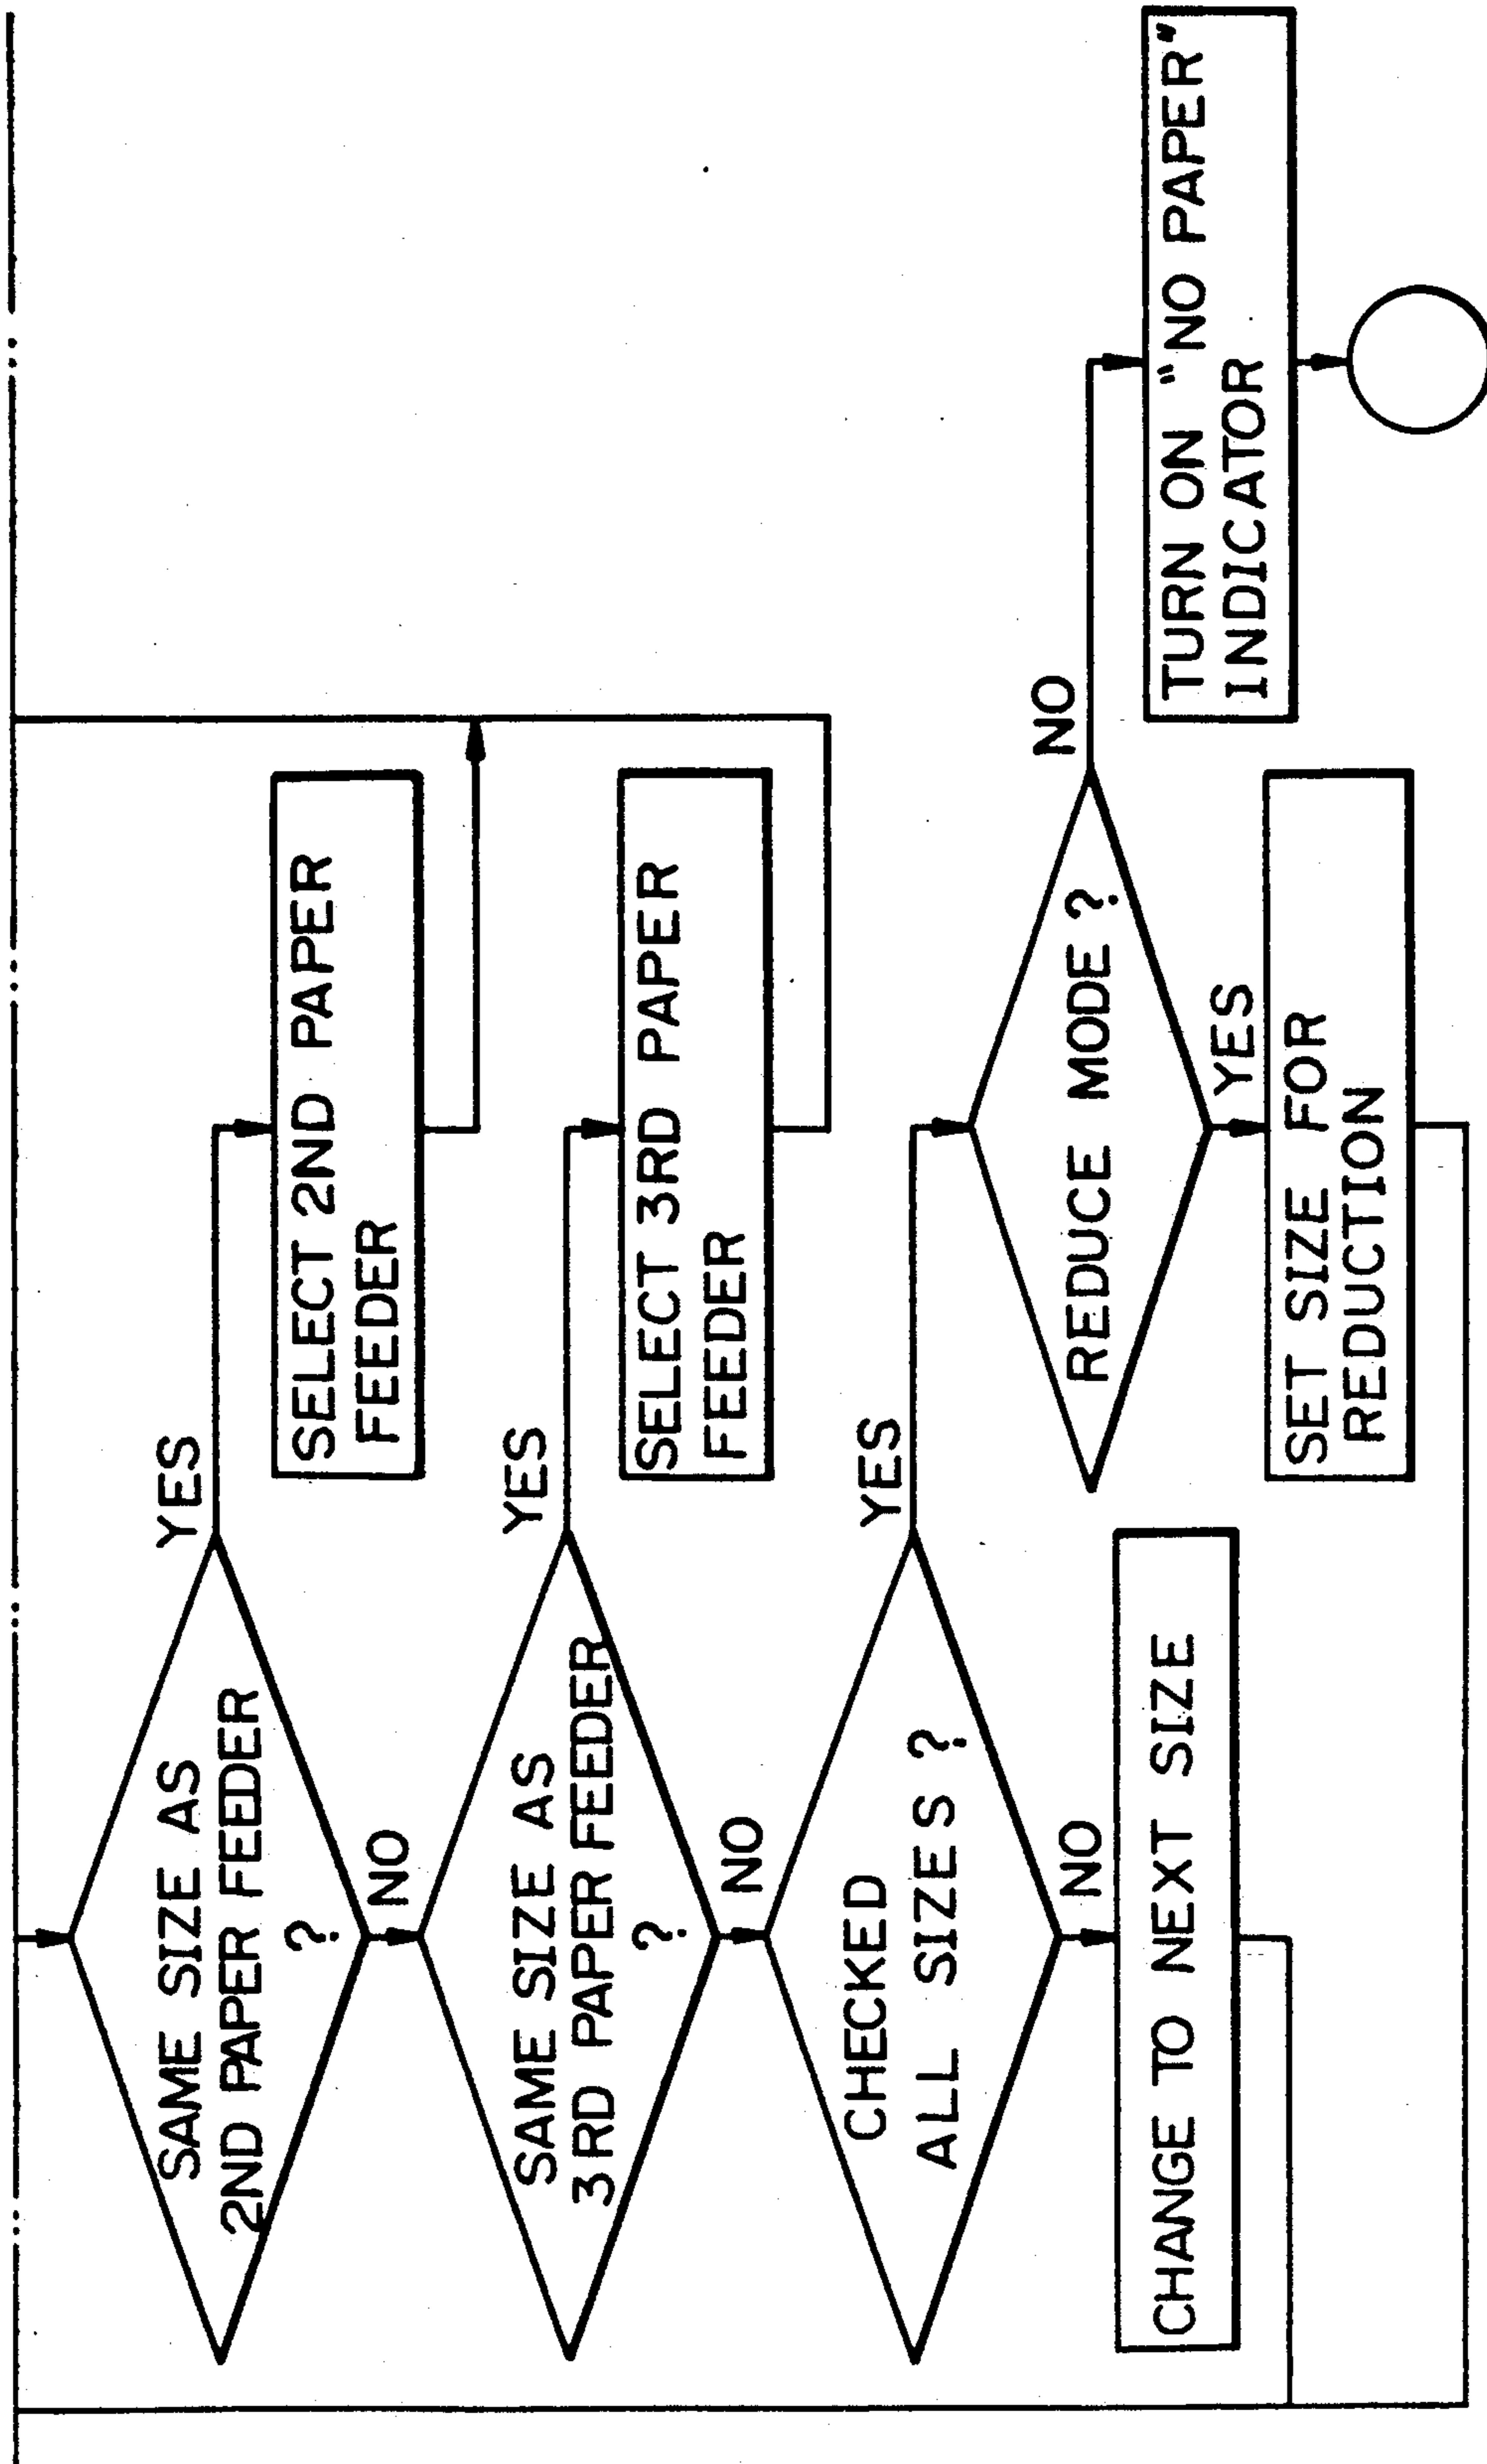 SAME SIZE AS
2ND PAPER FEEDER
?
YES
NO
SELECT 2ND PAPER
FEEDER
SAME SIZE AS
3RD PAPER FEEDER
?
YES
NO
SELECT 3RD PAPER
FEEDER
CHECKED
ALL SIZES ?
YES
NO
CHANGE TO NEXT SIZE
REDUCE MODE ?
NO
YES
SET SIZE FOR
REDUCTION
TURN ON "NO PAPER"
INDICATOR